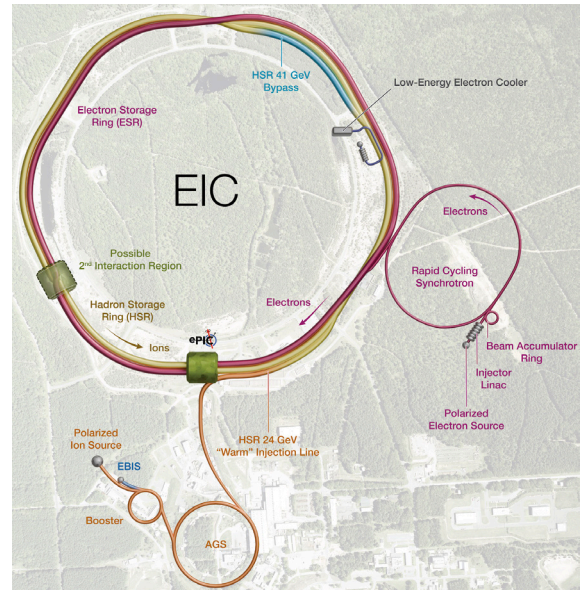 HSR 41 GeV
Bypass
Low-Energy Electron Cooler
Electron Storage
Ring (ESR)
EIC
Electrons
Possible
2nd Interaction Region
Rapid Cycling
Synchrotron
Hadron Storage
Ring (HSR)
Electrons
Ions
ePIC
Beam Accumulator
Ring
Injector
Linac
Polarized
Electron Source
Polarized
Ion Source
HSR 24 GeV
"Warm" Injection Line
EBIS
Booster
AGS